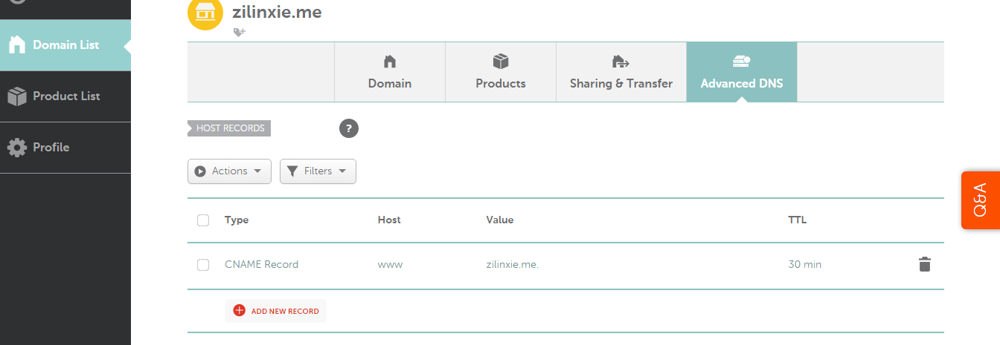 zilinxie.me
Domain List
Product List
Profile
Domain
Products
Sharing & Transfer
Advanced DNS
HOST RECORDS
?
Actions
Filters
Type Host Value TTL
CNAME Record www zilinxie.me. 30 min
ADD NEW RECORD
Q&A